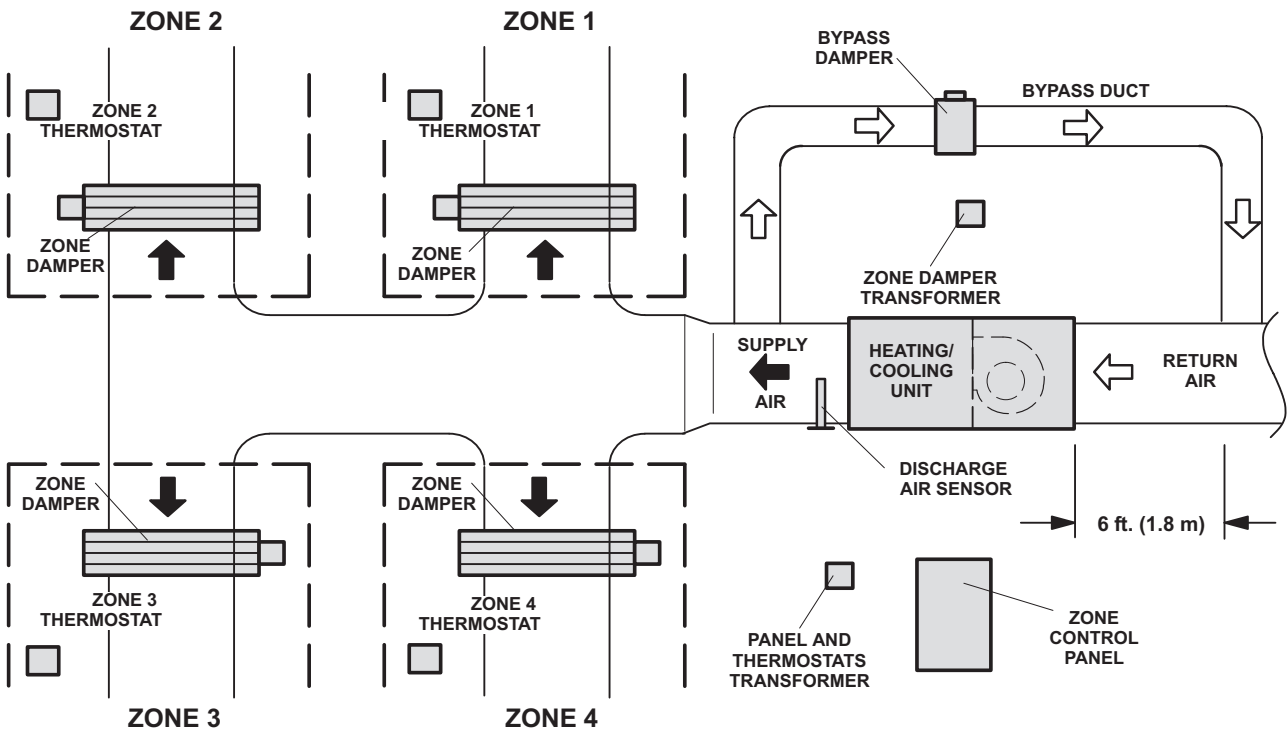 ZONE 2
ZONE 1
BYPASS
DAMPER
BYPASS DUCT
ZONE 2
THERMOSTAT
ZONE 1
THERMOSTAT
ZONE
DAMPER
ZONE
DAMPER
ZONE DAMPER
TRANSFORMER
SUPPLY
AIR
HEATING/
COOLING
UNIT
RETURN
AIR
DISCHARGE
AIR SENSOR
6 ft. (1.8 m)
ZONE
DAMPER
ZONE
DAMPER
ZONE 3
THERMOSTAT
ZONE 4
THERMOSTAT
PANEL AND
THERMOSTATS
TRANSFORMER
ZONE
CONTROL
PANEL
ZONE 3
ZONE 4